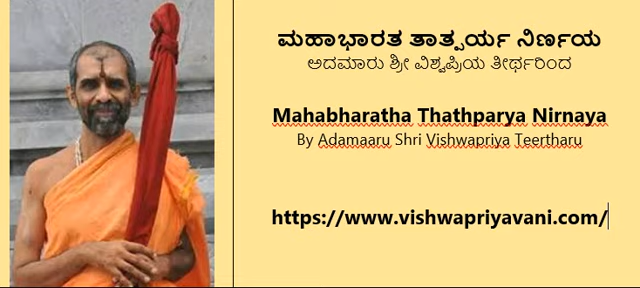 ಮಹಾಭಾರತ ತಾತ್ಪರ್ಯ ನಿರ್ಣಯ
ಅದಮಾರು ಶ್ರೀ ವಿಶ್ವಪ್ರಿಯ ತೀರ್ಥರಿಂದ
Mahabharatha Thathparya Nirnaya
By Adamaaru Shri Vishwapriya Teertharu
https://www.vishwapriyavani.com/